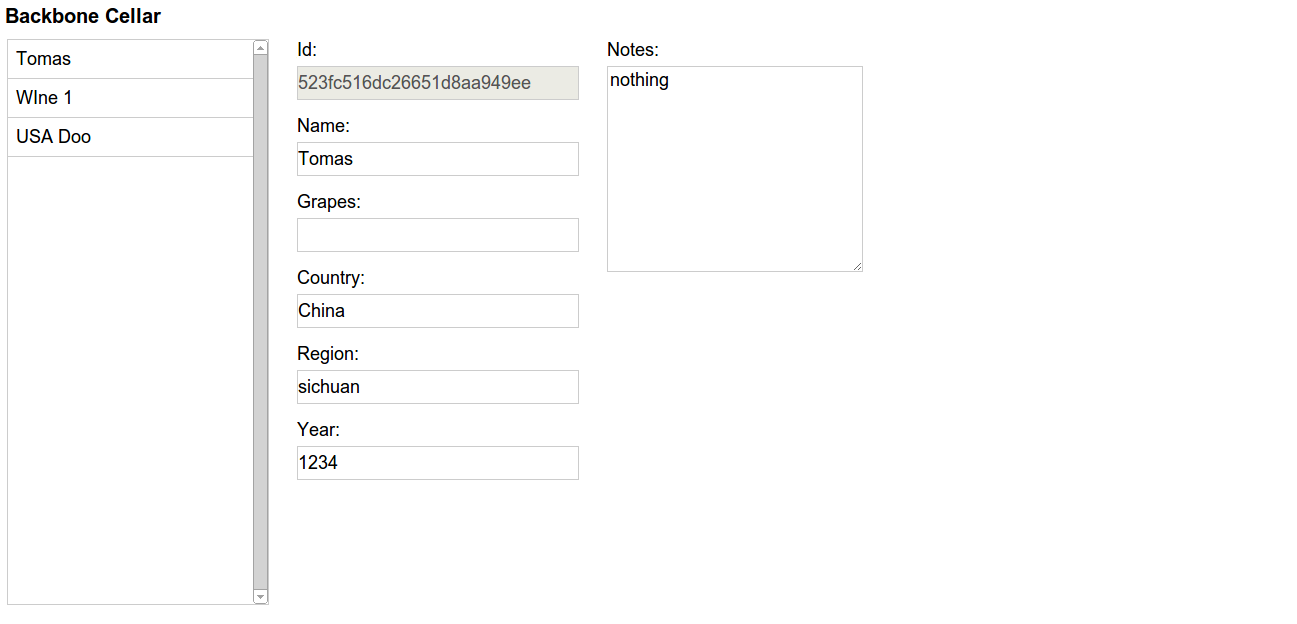 Backbone Cellar
Tomas
WIne 1
USA Doo
Id:
523fc516dc26651d8aa949ee
Name:
Tomas
Grapes:
Country:
China
Region:
sichuan
Year:
1234
Notes:
nothing